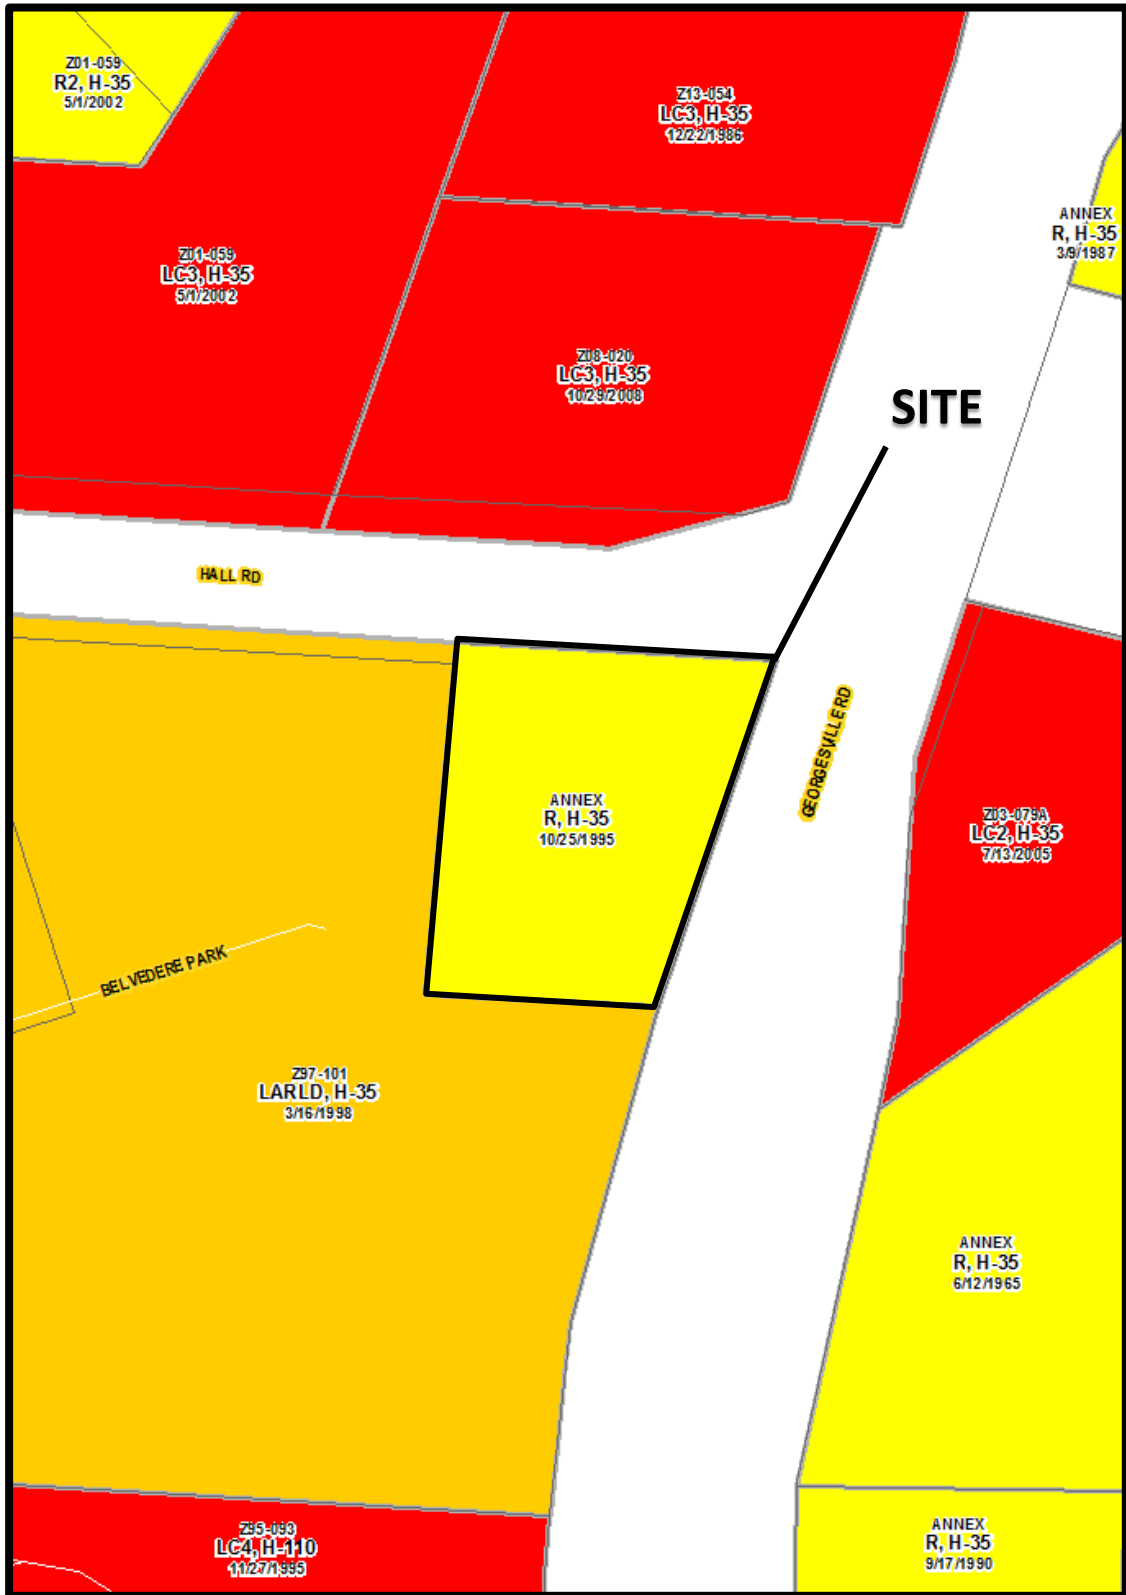 Z01-059
R2, H-35
5/1/2002
Z13-054
LC3, H-35
12/22/1986
ANNEX
R, H-35
3/9/1987
Z01-059
LC3, H-35
5/1/2002
Z08-020
LC3, H-35
10/29/2008
SITE
HALL RD
GEORGESVILLE RD
ANNEX
R, H-35
10/25/1995
Z03-079A
LC2, H-35
7/13/2005
BELVEDERE PARK
Z97-101
LARLD, H-35
3/16/1998
ANNEX
R, H-35
6/12/1965
Z95-093
LC4, H-110
11/27/1995
ANNEX
R, H-35
9/17/1990